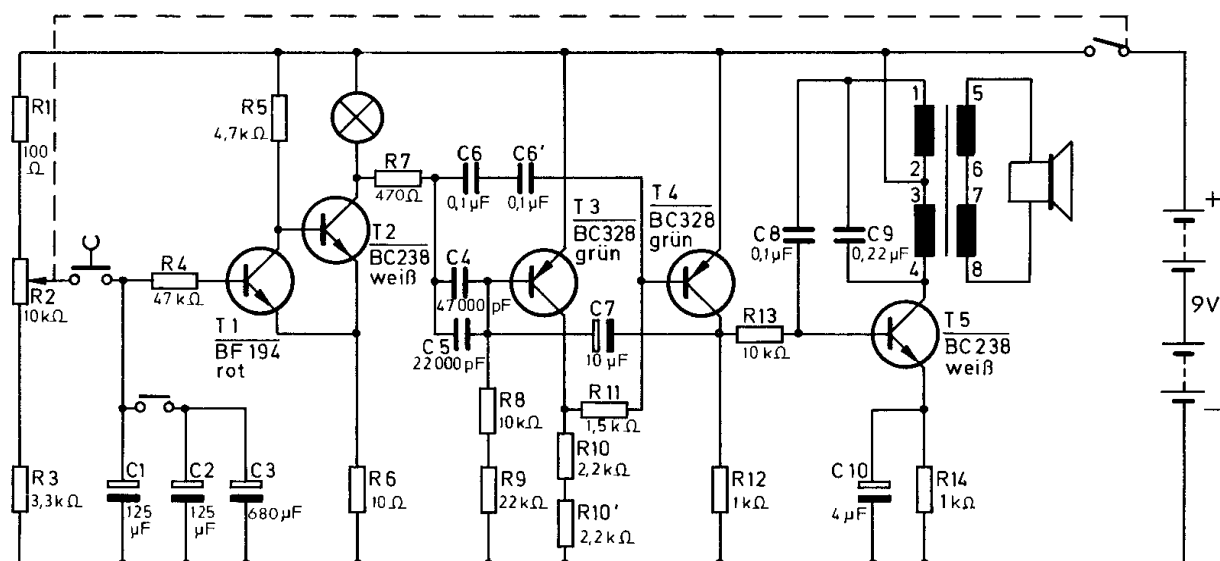 R1
100
Ω
R2
10kΩ
R3
3,3kΩ
R4
47kΩ
C1
125
µF
C2
125
µF
C3
680µF
R5
4,7kΩ
T1
BF194
rot
T2
BC238
weiß
R6
10Ω
R7
470Ω
C6
0,1µF
C6'
0,1µF
C4
47000 pF
C5
22000pF
T3
BC328
grün
C7
10µF
R8
10kΩ
R9
22kΩ
R11
1,5kΩ
R10
2,2kΩ
R10'
2,2kΩ
T4
BC328
grün
R12
1kΩ
R13
10kΩ
C8
0,1µF
C9
0,22µF
1
2
3
4
5
6
7
8
T5
BC238
weiß
C10
4µF
R14
1kΩ
+
9V
−